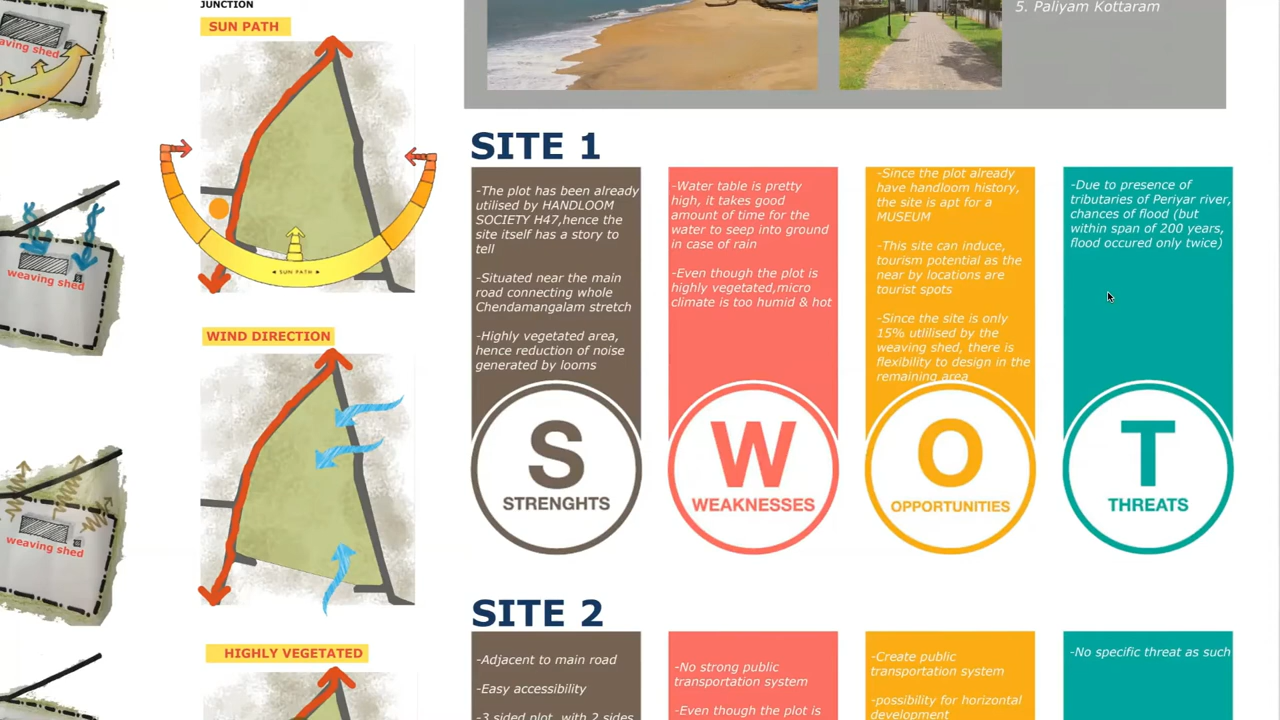 JUNCTION
SUN PATH
weaving shed
SUN PATH
weaving shed
WIND DIRECTION
weaving shed
HIGHLY VEGETATED
5. Paliyam Kottaram
SITE 1
-The plot has been already
utilised by HANDLOOM
SOCIETY H47,hence the
site itself has a story to
tell
-Situated near the main
road connecting whole
Chendamangalam stretch
-Highly vegetated area,
hence reduction of noise
generated by looms
S
STRENGHTS
-Water table is pretty
high, it takes good
amount of time for the
water to seep into ground
in case of rain
-Even though the plot is
highly vegetated,micro
climate is too humid & hot
W
WEAKNESSES
-Since the plot already
have handloom history,
the site is apt for a
MUSEUM
-This site can induce,
tourism potential as the
near by locations are
tourist spots
-Since the site is only
15% utiilised by the
weaving shed, there is
flexibility to design in the
remaining area
O
OPPORTUNITIES
-Due to presence of
tributaries of Periyar river,
chances of flood (but
within span of 200 years,
flood occured only twice)
T
THREATS
SITE 2
-Adjacent to main road
-Easy accessibility
-3 sided plot, with 2 sides
-No strong public
transportation system
-Even though the plot is
-Create public
transportation system
-possibility for horizontal
development
-No specific threat as such